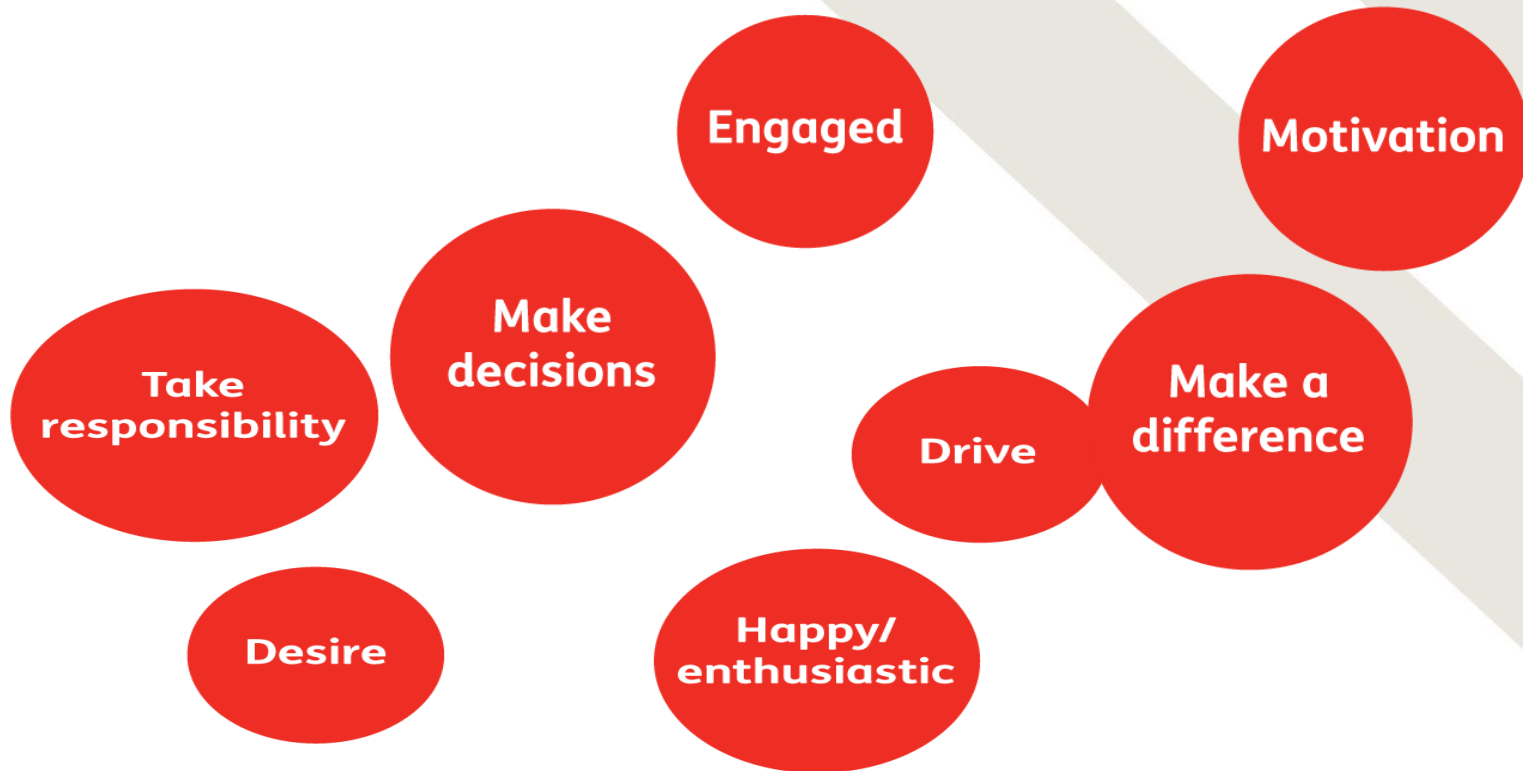 Engaged
Motivation
Make
decisions
Take
responsibility
Make a
difference
Drive
Desire
Happy/
enthusiastic